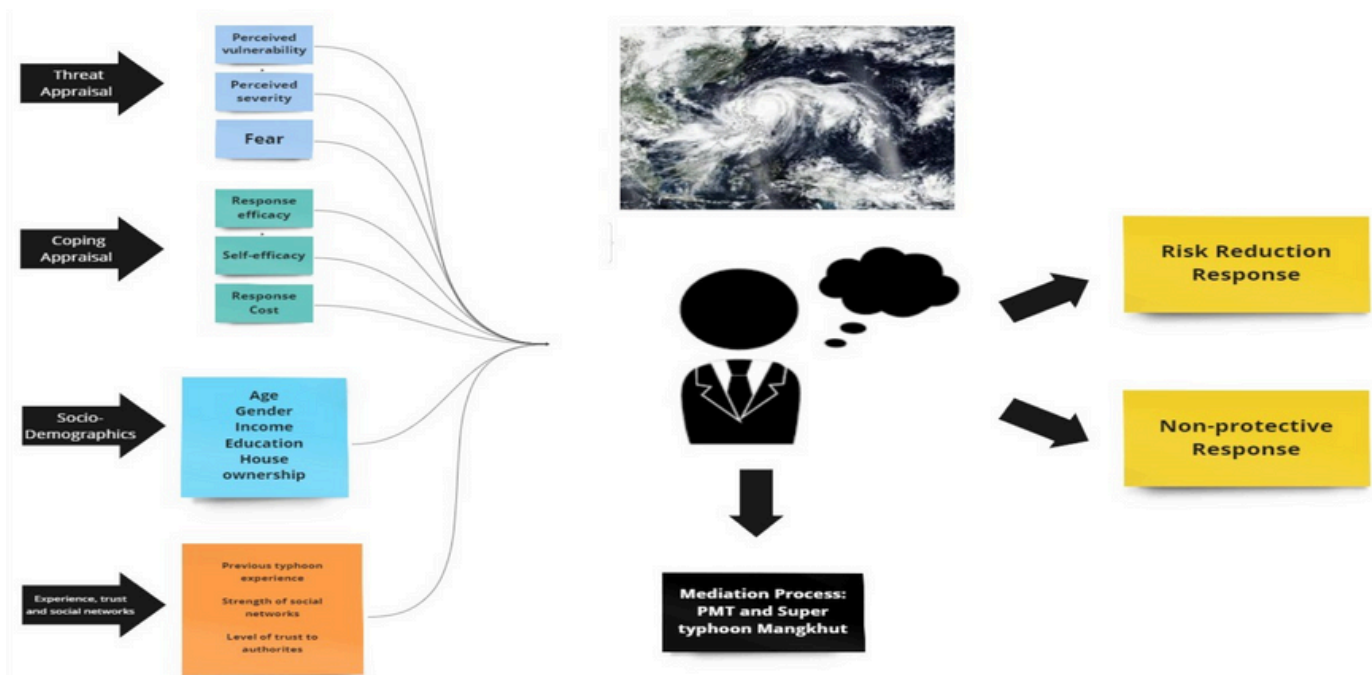 Threat
Appraisal
Perceived
vulnerability
Perceived
severity
Fear
Coping
Appraisal
Response
efficacy
Self-efficacy
Response
Cost
Socio-
Demographics
Age
Gender
Income
Education
House
ownership
Experience, trust
and social networks
Previous typhoon
experience
Strength of social
networks
Level of trust to
authorites
Mediation Process:
PMT and Super
typhoon Mangkhut
Risk Reduction
Response
Non-protective
Response